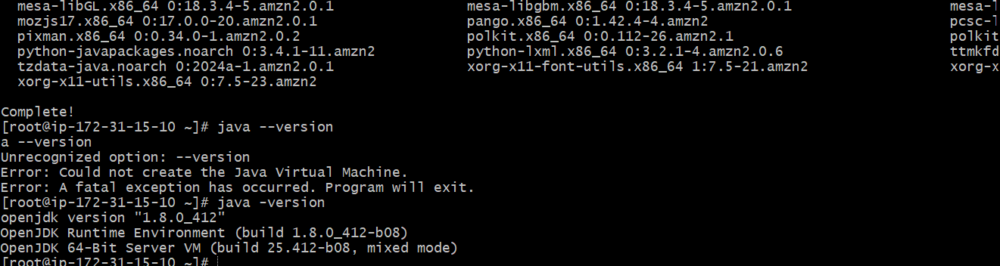 mesa-libGL.x86_64 0:18.3.4-5.amzn2.0.1 mesa-libgbm.x86_64 0:18.3.4-5.amzn2.0.1 mesa-l
mozjs17.x86_64 0:17.0.0-20.amzn2.0.1 pango.x86_64 0:1.42.4-4.amzn2 pcsc-l
pixman.x86_64 0:0.34.0-1.amzn2.0.2 polkit.x86_64 0:0.112-26.amzn2.1 polkit
python-javapackages.noarch 0:3.4.1-11.amzn2 python-lxml.x86_64 0:3.2.1-4.amzn2.0.6 ttmkfd
tzdata-java.noarch 0:2024a-1.amzn2.0.1 xorg-x11-font-utils.x86_64 1:7.5-21.amzn2 xorg-x
xorg-x11-utils.x86_64 0:7.5-23.amzn2
Complete!
[root@ip-172-31-15-10 ~]# java --version
a --version
Unrecognized option: --version
Error: Could not create the Java Virtual Machine.
Error: A fatal exception has occurred. Program will exit.
[root@ip-172-31-15-10 ~]# java -version
openjdk version "1.8.0_412"
OpenJDK Runtime Environment (build 1.8.0_412-b08)
OpenJDK 64-Bit Server VM (build 25.412-b08, mixed mode)
[root@ip-172-31-15-10 ~]#